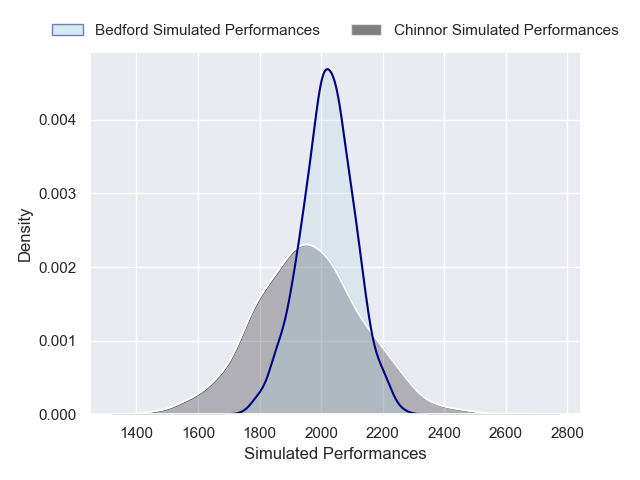 Bedford Simulated Performances
Chinnor Simulated Performances
Density
0.004
0.003
0.002
0.001
0.000
1400 1600 1800 2000 2200 2400 2600 2800
Simulated Performances